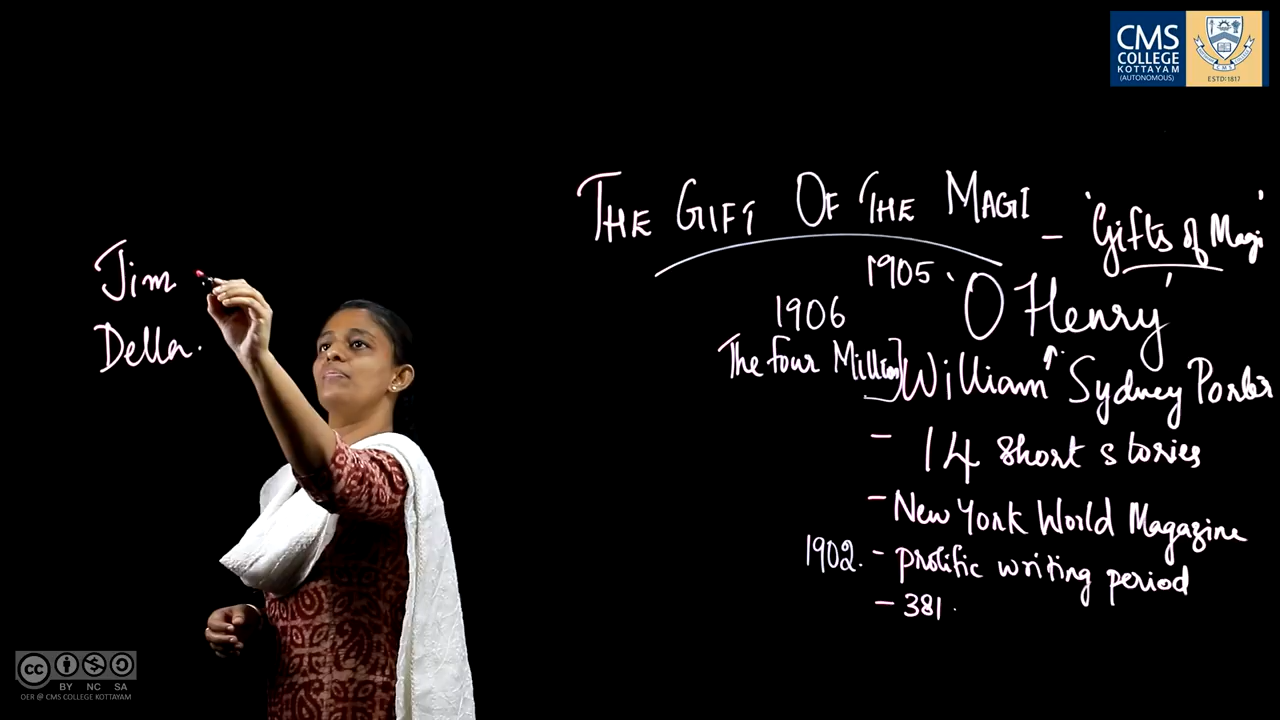 CMS
COLLEGE
KOTTAYAM
(AUTONOMOUS)
ESTD:1817
THE GIFT OF THE MAGI
- 'Gifts of Magi'
1905
'O Henry'
1906
The Four Million
William Sydney Porter
- 14 short stories
- New York World Magazine
1902. - prolific writing period
- 381.
Jim
Della.
CC
BY NC SA
OER @ CMS COLLEGE KOTTAYAM